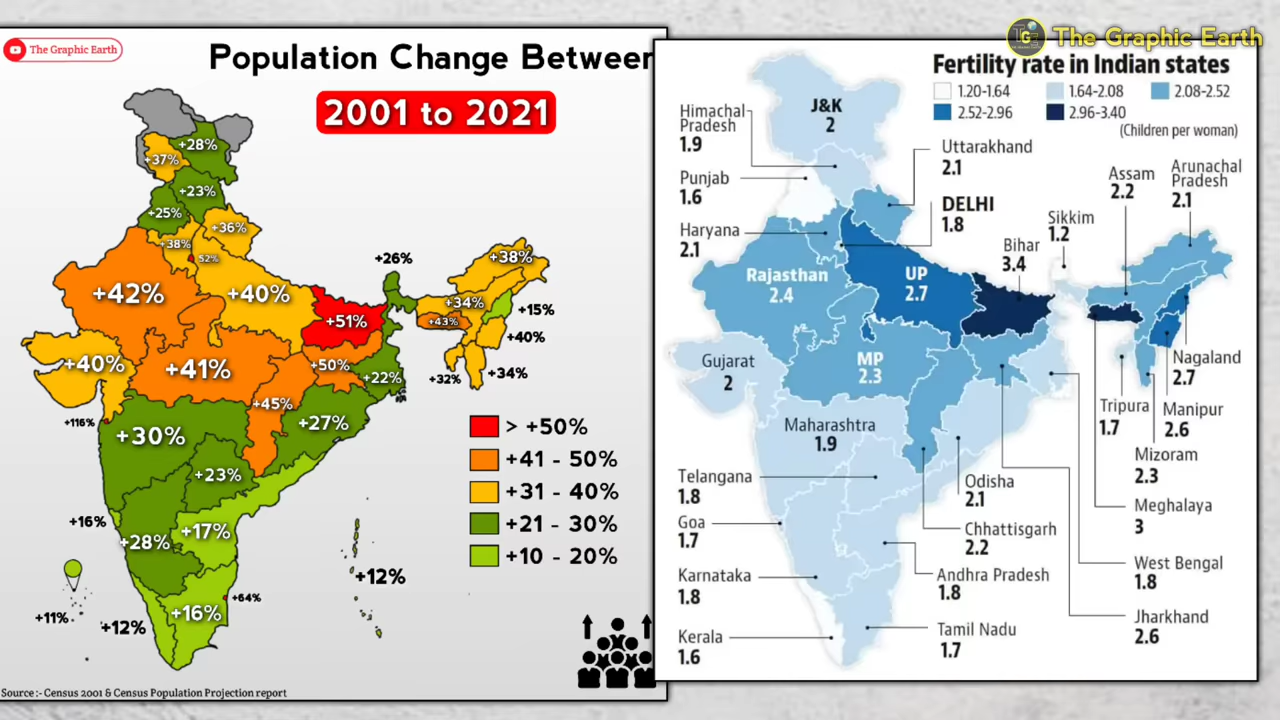 The Graphic Earth
Population Change Between
2001 to 2021
+28%
+37%
+23%
+25%
+36%
+38%
52%
+42%
+40%
+26%
+38%
+34%
+43%
+15%
+51%
+40%
+40%
+41%
+50%
+22%
+32%
+34%
+116%
+45%
+30%
+27%
+23%
> +50%
+41 - 50%
+31 - 40%
+21 - 30%
+10 - 20%
+16%
+28%
+17%
+12%
+64%
+16%
+11%
+12%
Source :- Census 2001 & Census Population Projection report
The Graphic Earth
TGE
THE GRAPHIC EARTH
Fertility rate in Indian states
1.20-1.64
1.64-2.08
2.08-2.52
2.52-2.96
2.96-3.40
(Children per woman)
J&K
2
Himachal
Pradesh
1.9
Uttarakhand
2.1
Arunachal
Pradesh
2.1
Assam
2.2
Punjab
1.6
DELHI
1.8
Sikkim
1.2
Haryana
2.1
Bihar
3.4
Rajasthan
2.4
UP
2.7
Gujarat
2
MP
2.3
Nagaland
2.7
Tripura
1.7
Manipur
2.6
Maharashtra
1.9
Mizoram
2.3
Telangana
1.8
Odisha
2.1
Meghalaya
3
Goa
1.7
Chhattisgarh
2.2
West Bengal
1.8
Karnataka
1.8
Andhra Pradesh
1.8
Jharkhand
2.6
Kerala
1.6
Tamil Nadu
1.7